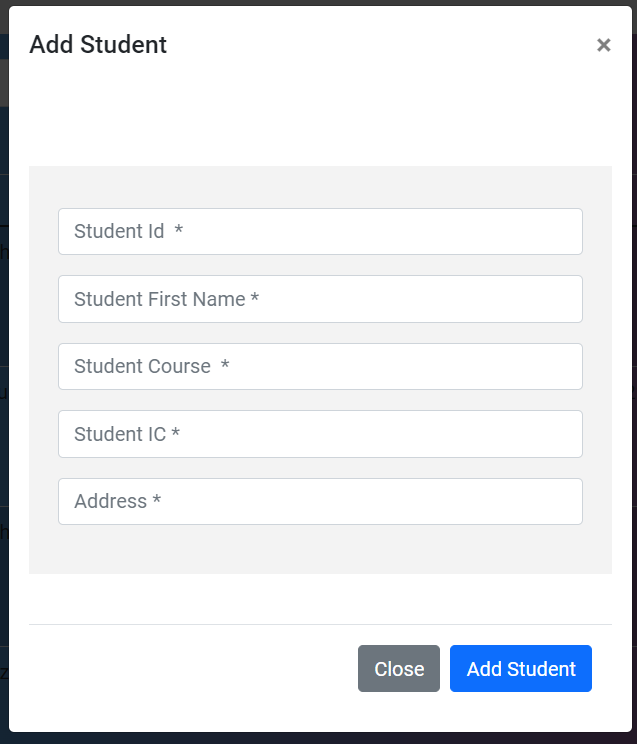 Add Student
×
Student Id *
Student First Name *
Student Course *
Student IC *
Address *
Close
Add Student